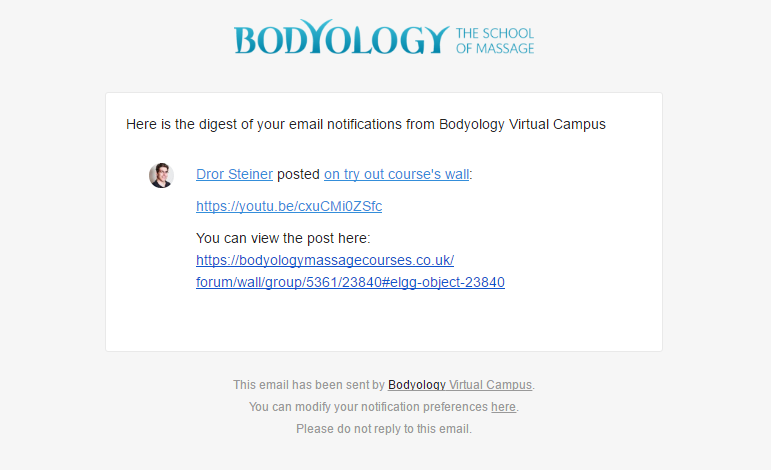 BODYOLOGY THE SCHOOL
OF MASSAGE
Here is the digest of your email notifications from Bodyology Virtual Campus
Dror Steiner posted on try out course's wall:
https://youtu.be/cxuCMi0ZSfc
You can view the post here:
https://bodyologymassagecourses.co.uk/
forum/wall/group/5361/23840#elgg-object-23840
This email has been sent by Bodyology Virtual Campus.
You can modify your notification preferences here.
Please do not reply to this email.